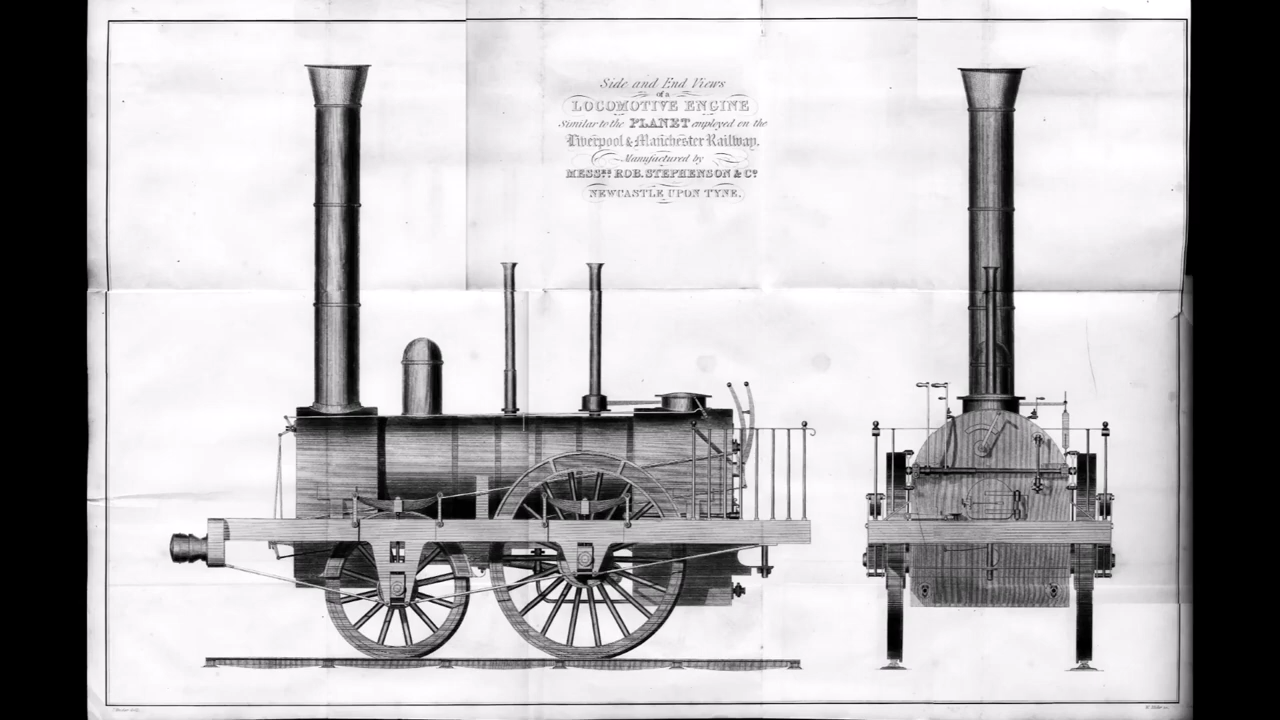 Side and End Views
of a
LOCOMOTIVE ENGINE
Similar to the PLANET employed on the
Liverpool & Manchester Railway.
Manufactured by
MESSRS ROB. STEPHENSON & Co
NEWCASTLE UPON TYNE.